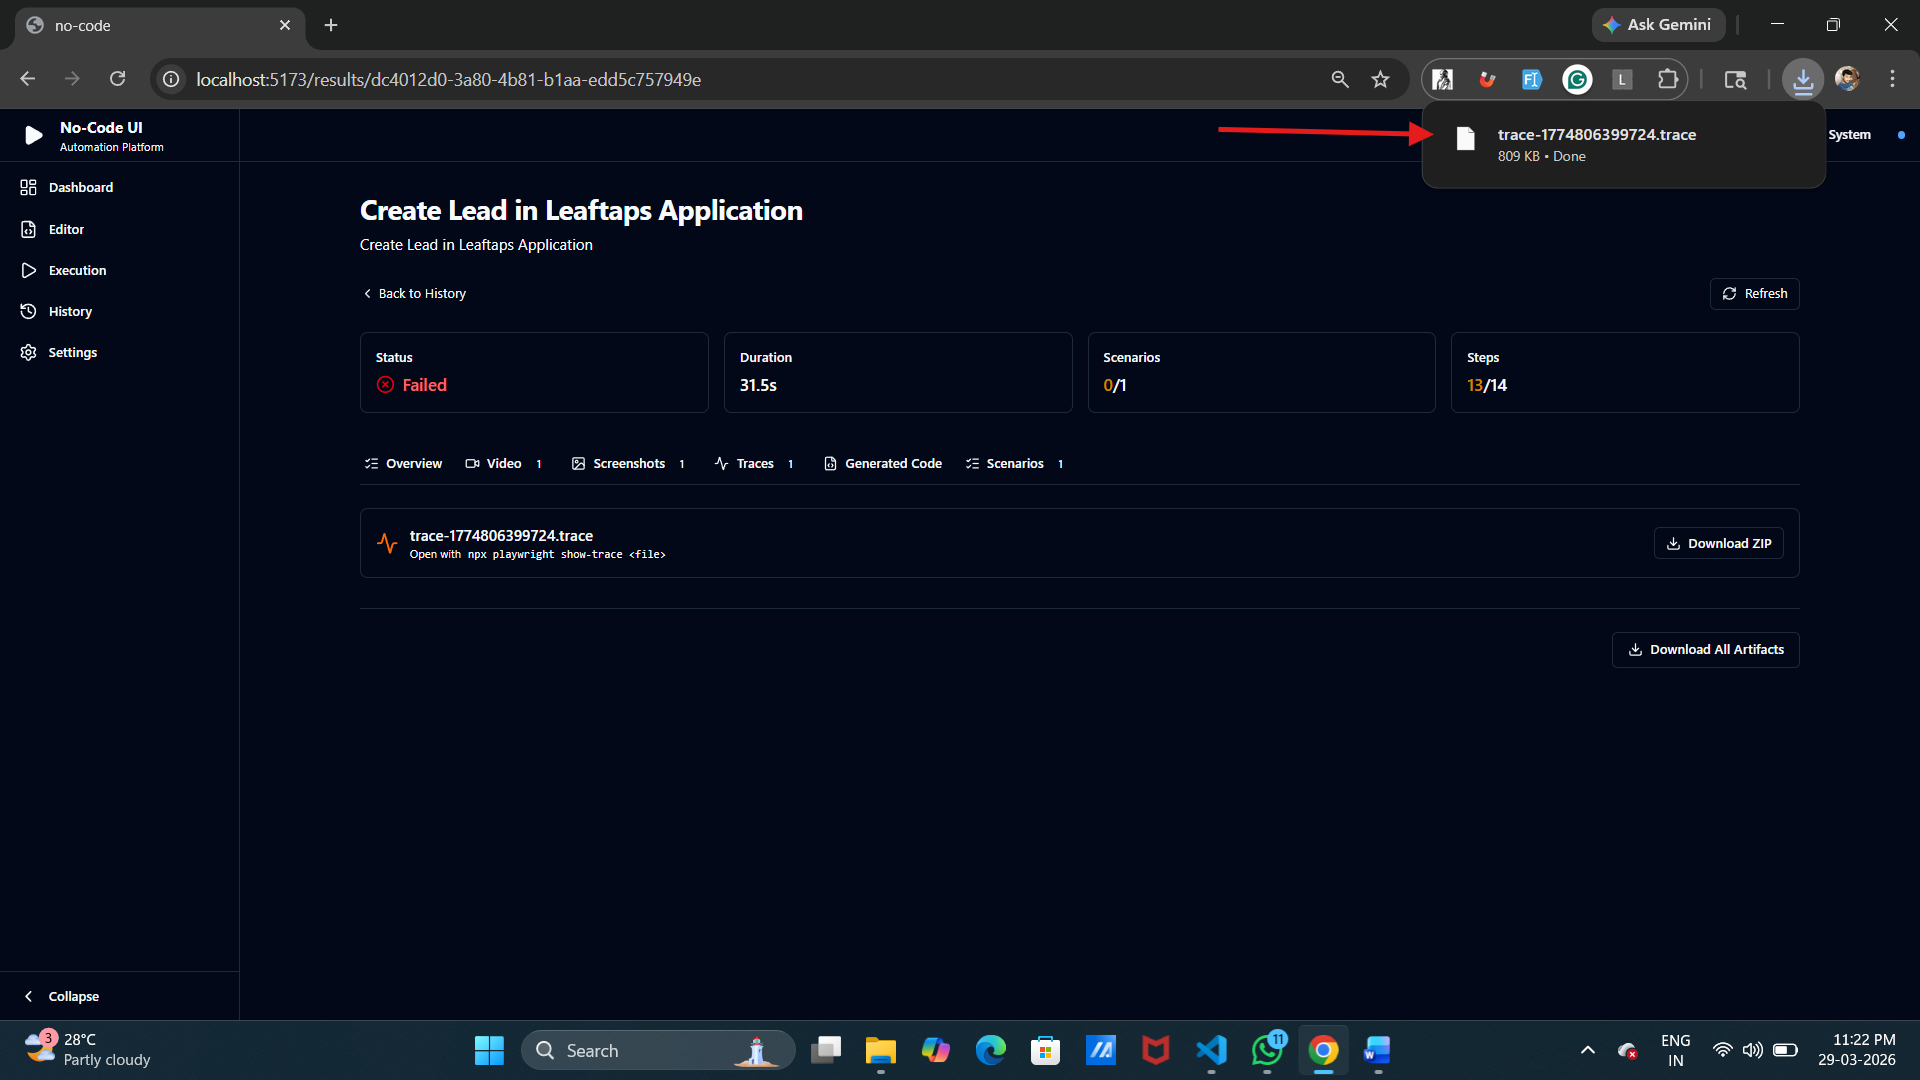 no-code
Ask Gemini
localhost:5173/results/dc4012d0-3a80-4b81-b1aa-edd5c757949e
L
No-Code UI
Automation Platform
trace-1774806399724.trace
809 KB • Done
System
Dashboard
Editor
Execution
History
Settings
Create Lead in Leaftaps Application
Create Lead in Leaftaps Application
Back to History
Refresh
Status
Failed
Duration
31.5s
Scenarios
0/1
Steps
13/14
Overview
Video 1
Screenshots 1
Traces 1
Generated Code
Scenarios 1
trace-1774806399724.trace
Open with npx playwright show-trace <file>
Download ZIP
Download All Artifacts
Collapse
3
28°C
Partly cloudy
Search
11
W
ENG
IN
11:22 PM
29-03-2026